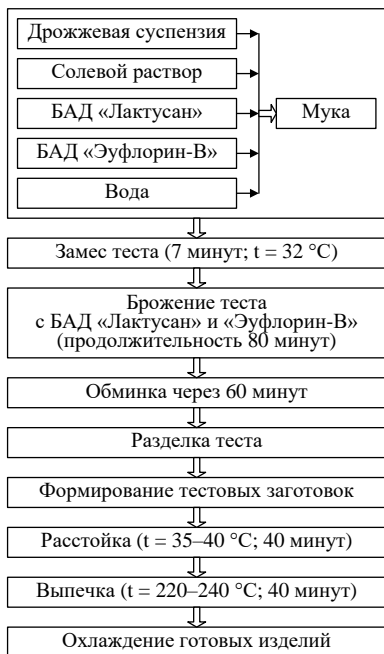 Дрожжевая суспензия
Солевой раствор
БАД «Лактусан»
Мука
БАД «Эуфлорин-В»
Вода
Замес теста (7 минут; t = 32 °С)
Брожение теста
с БАД «Лактусан» и «Эуфлорин-В»
(продолжительность 80 минут)
Обминка через 60 минут
Разделка теста
Формирование тестовых заготовок
Расстойка (t = 35–40 °С; 40 минут)
Выпечка (t = 220–240 °С; 40 минут)
Охлаждение готовых изделий